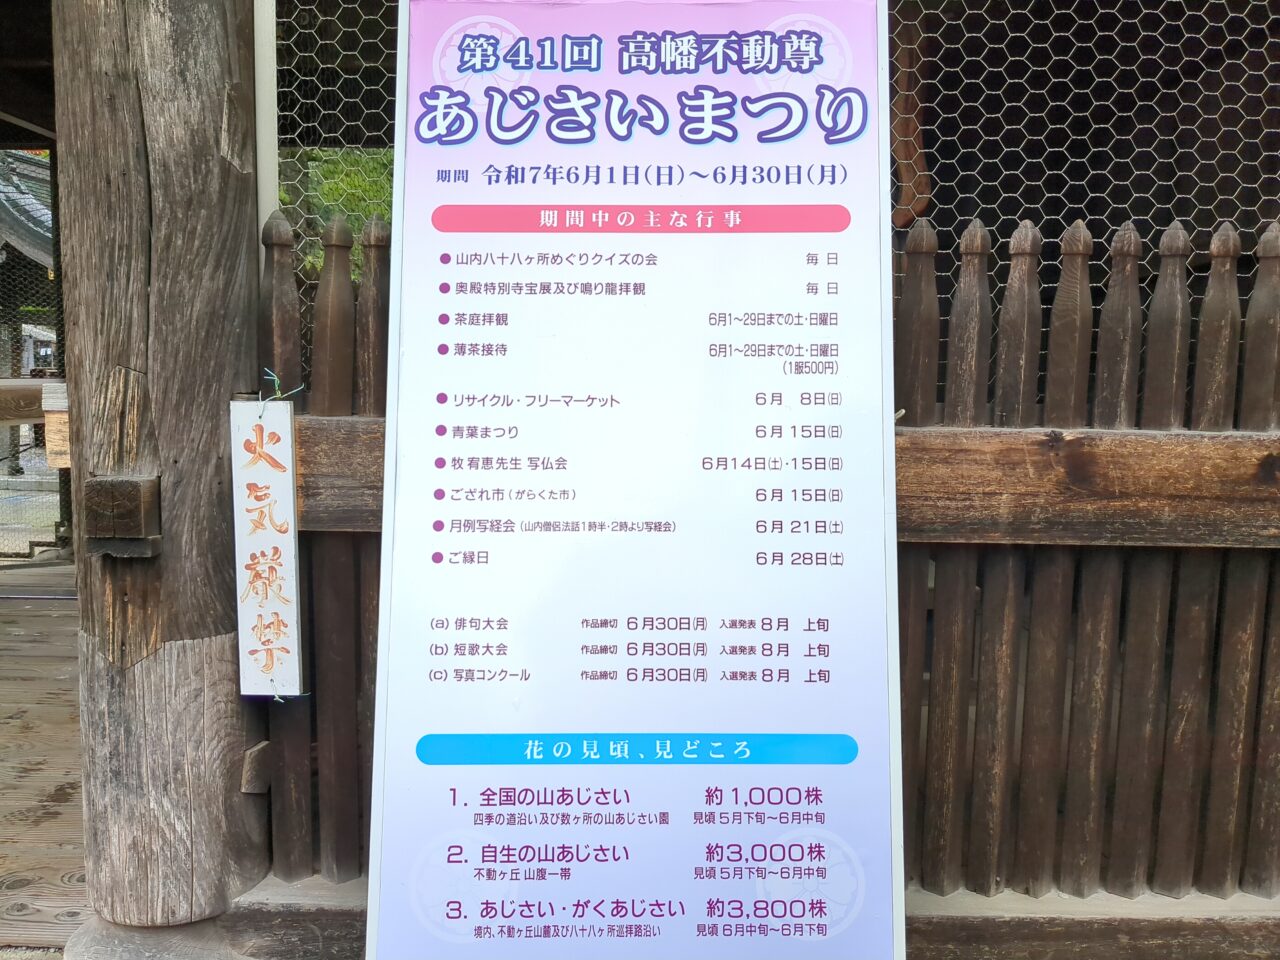 第41回 高幡不動尊
あじさいまつり
期間 令和7年6月1日(日)～6月30日(月)
期間中の主な行事
●山内八十八ヶ所めぐりクイズの会 毎日
●奥殿特別寺宝展及び鳴り龍拝観 毎日
●茶庭拝観 6月1～29日までの土・日曜日
●薄茶接待 6月1～29日までの土・日曜日
(1服500円)
●リサイクル・フリーマーケット 6月 8日(日)
●青葉まつり 6月15日(日)
●牧宥恵先生 写仏会 6月14日(土)・15日(日)
●ござれ市(がらくた市) 6月15日(日)
●月例写経会(山内僧侶法話1時半・2時より写経会) 6月21日(土)
●ご縁日 6月28日(土)
(a) 俳句大会 作品締切 6月30日(月) 入選発表 8月 上旬
(b) 短歌大会 作品締切 6月30日(月) 入選発表 8月 上旬
(c) 写真コンクール 作品締切 6月30日(月) 入選発表 8月 上旬
花の見頃、見どころ
1. 全国の山あじさい 約1,000株
四季の道沿い及び数ヶ所の山あじさい園 見頃 5月下旬～6月中旬
2. 自生の山あじさい 約3,000株
不動ヶ丘 山腹一帯 見頃 5月下旬～6月中旬
3. あじさい・がくあじさい 約3,800株
境内、不動ヶ丘山麓及び八十八ヶ所巡拝路沿い 見頃 6月中旬～6月下旬
火気厳禁